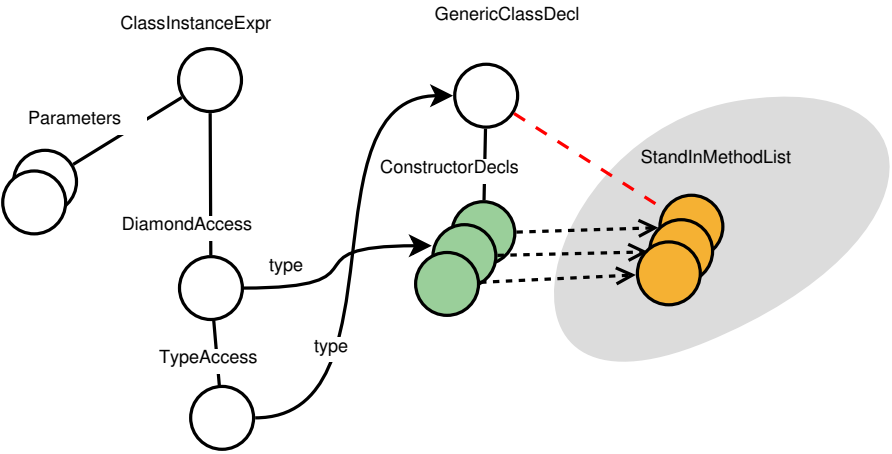 ClassInstanceExpr
GenericClassDecl
Parameters
StandInMethodList
ConstructorDecls
DiamondAccess
type
type
TypeAccess